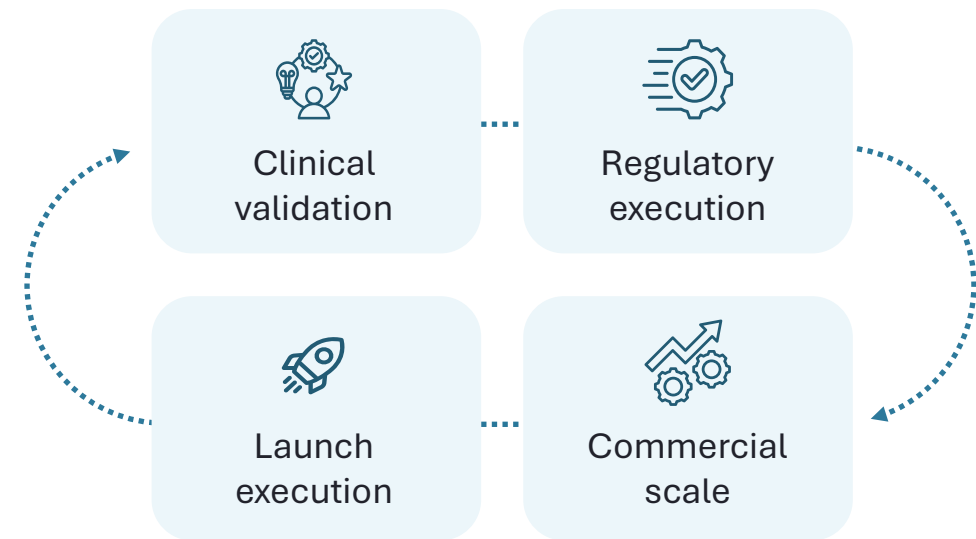 Clinical
validation
Regulatory
execution
Launch
execution
Commercial
scale